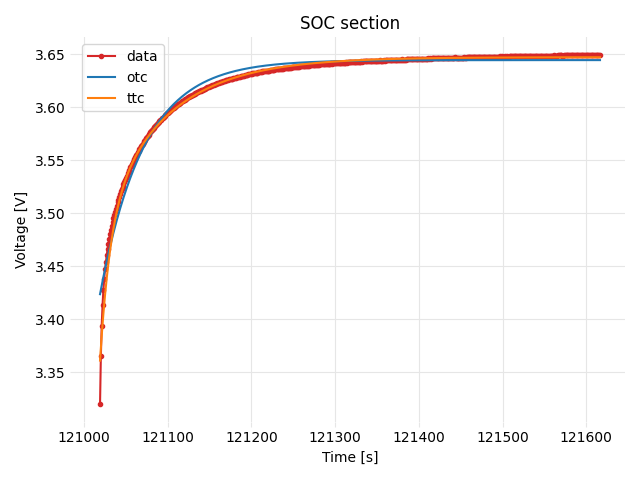 SOC section
data
otc
ttc
Voltage [V]
3.65
3.60
3.55
3.50
3.45
3.40
3.35
121000 121100 121200 121300 121400 121500 121600
Time [s]